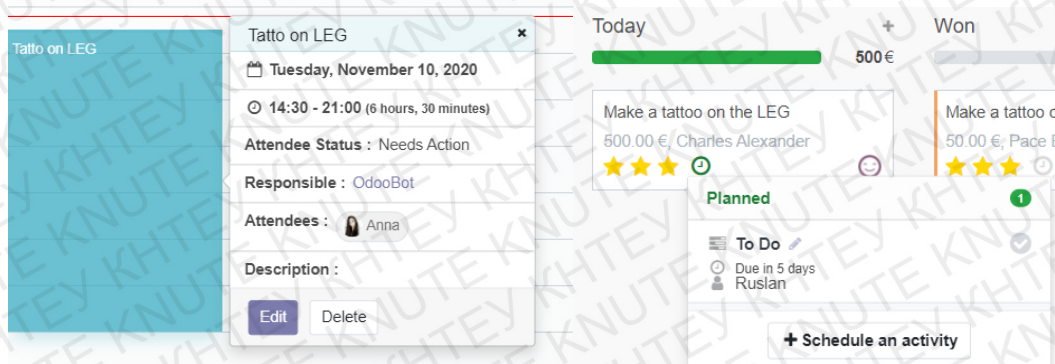 Tatto on LEG
Tatto on LEG ×
Tuesday, November 10, 2020
14:30 - 21:00 (6 hours, 30 minutes)
Attendee Status : Needs Action
Responsible : OdooBot
Attendees : Anna
Description :
Edit Delete
Today + Won
500 €
Make a tattoo on the LEG
500.00 €, Charles Alexander
Make a tattoo
50.00 €, Pace
Planned 1
To Do
Due in 5 days
Ruslan
+ Schedule an activity
KHTEY KNUTE